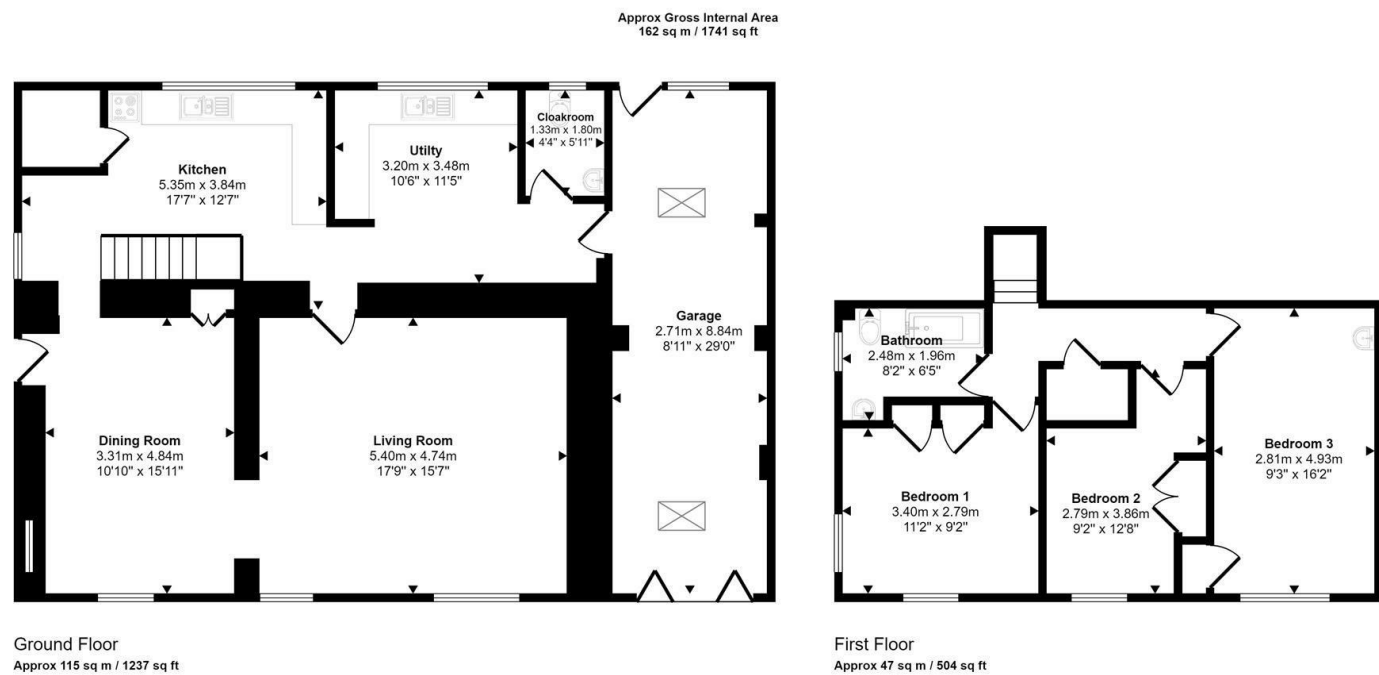 Approx Gross Internal Area
162 sq m / 1741 sq ft
Cloakroom
1.33m x 1.80m
4'4" x 5'11"
Utilty
3.20m x 3.48m
10'6" x 11'5"
Kitchen
5.35m x 3.84m
17'7" x 12'7"
Garage
2.71m x 8.84m
8'11" x 29'0"
Dining Room
3.31m x 4.84m
10'10" x 15'11"
Living Room
5.40m x 4.74m
17'9" x 15'7"
Bathroom
2.48m x 1.96m
8'2" x 6'5"
Bedroom 1
3.40m x 2.79m
11'2" x 9'2"
Bedroom 2
2.79m x 3.86m
9'2" x 12'8"
Bedroom 3
2.81m x 4.93m
9'3" x 16'2"
Ground Floor
Approx 115 sq m / 1237 sq ft
First Floor
Approx 47 sq m / 504 sq ft